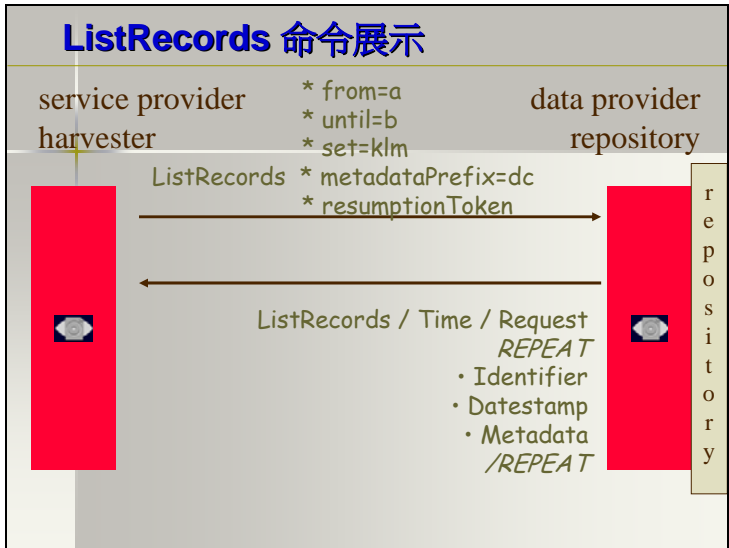 ListRecords 命令展示
service provider
harvester
* from=a
* until=b
* set=klm
ListRecords * metadataPrefix=dc
* resumptionToken
data provider
repository
repository
ListRecords / Time / Request
REPEAT
・Identifier
・Datestamp
・Metadata
/REPEAT